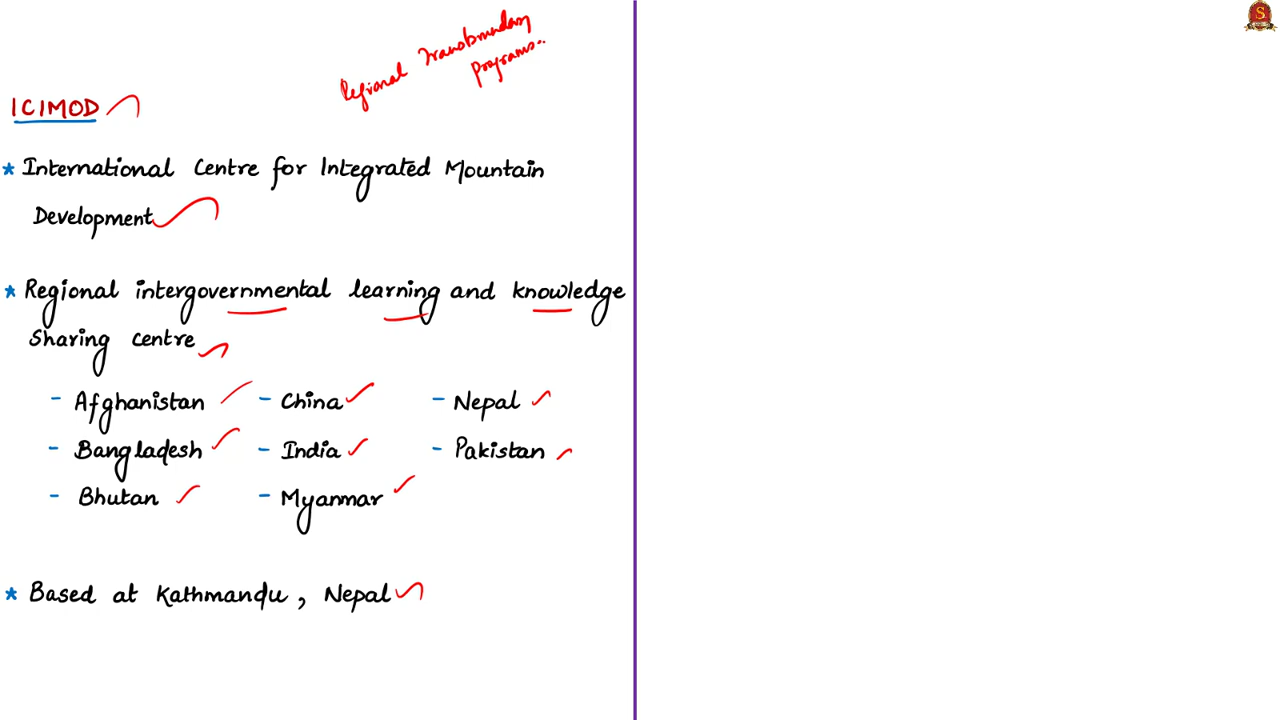 Regional Transboundary
Programs..
ICIMOD
* International Centre for Integrated Mountain
Development
* Regional intergovernmental learning and knowledge
Sharing centre
- Afghanistan - China - Nepal
- Bangladesh - India - Pakistan
- Bhutan - Myanmar
* Based at Kathmandu, Nepal